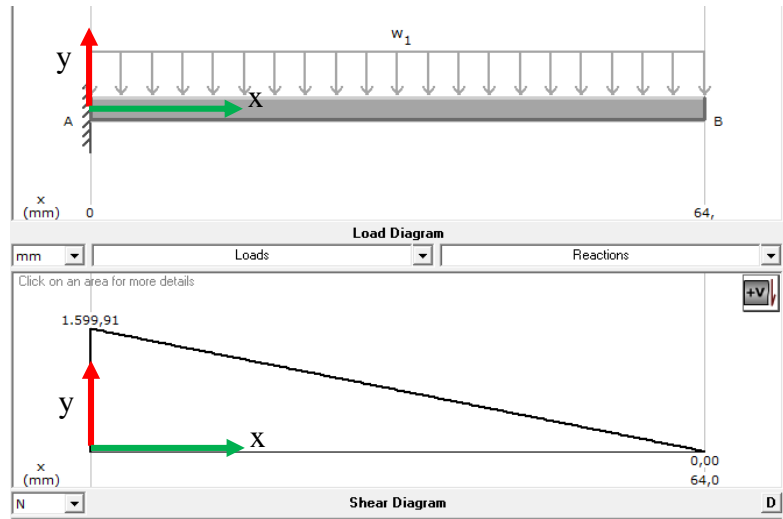 w1
y
x
A
B
x
(mm)
0
64,
Load Diagram
mm Loads Reactions
Click on an area for more details
+V
1.599,91
y
x
x
(mm)
0,00
64,0
N Shear Diagram D